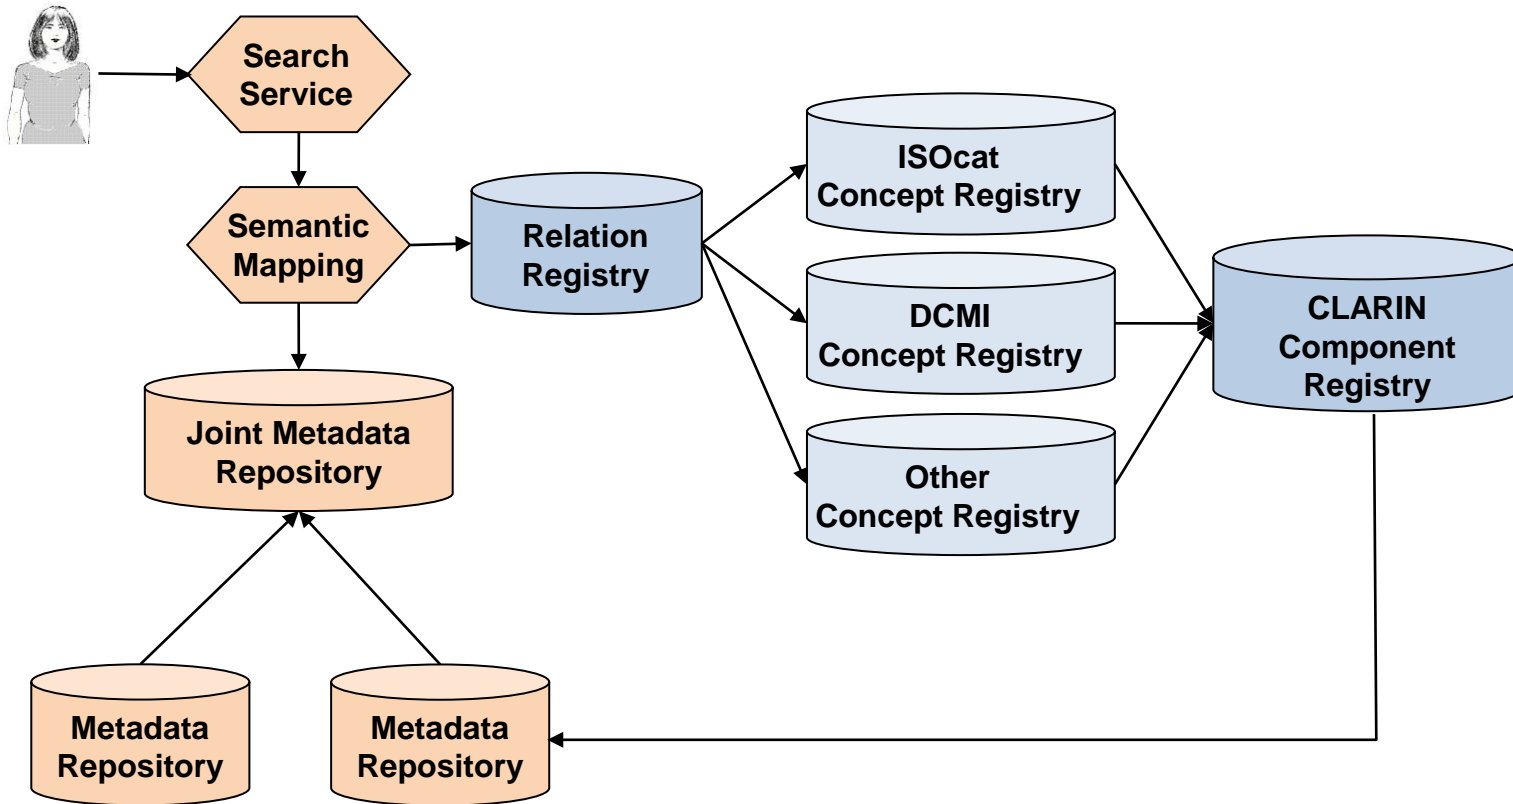 Search
Service
Semantic
Mapping
Relation
Registry
ISOcat
Concept Registry
DCMI
Concept Registry
Other
Concept Registry
CLARIN
Component
Registry
Joint Metadata
Repository
Metadata
Repository
Metadata
Repository